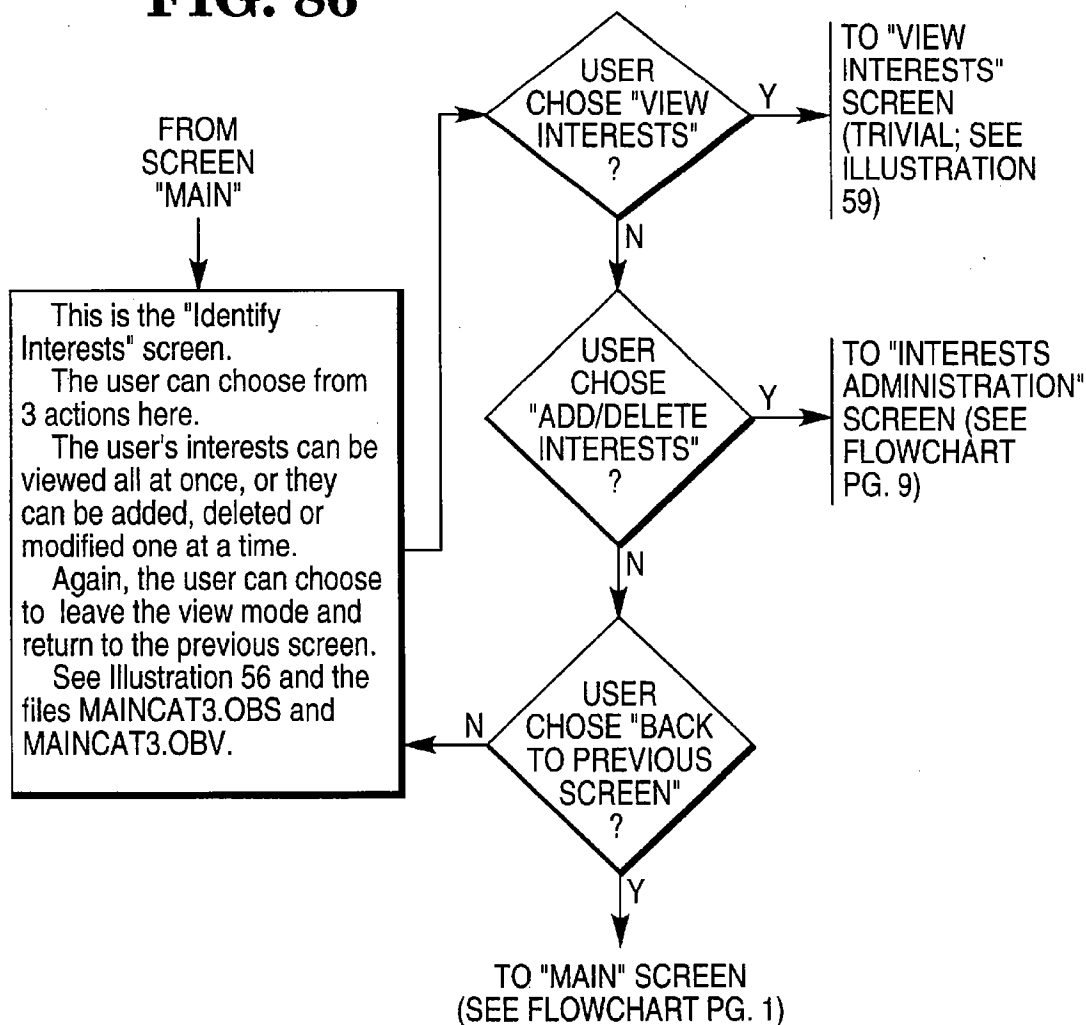 FIG. 86
FROM
SCREEN
"MAIN"
This is the "Identify
Interests" screen.
The user can choose from
3 actions here.
The user's interests can be
viewed all at once, or they
can be added, deleted or
modified one at a time.
Again, the user can choose
to leave the view mode and
return to the previous screen.
See Illustration 56 and the
files MAINCAT3.OBS and
MAINCAT3.OBV.
USER
CHOSE "VIEW
INTERESTS"
?
Y
TO "VIEW
INTERESTS"
SCREEN
(TRIVIAL; SEE
ILLUSTRATION
59)
N
USER
CHOSE
"ADD/DELETE
INTERESTS"
?
Y
TO "INTERESTS
ADMINISTRATION"
SCREEN (SEE
FLOWCHART
PG. 9)
N
USER
CHOSE "BACK
TO PREVIOUS
SCREEN"
?
N
Y
TO "MAIN" SCREEN
(SEE FLOWCHART PG. 1)